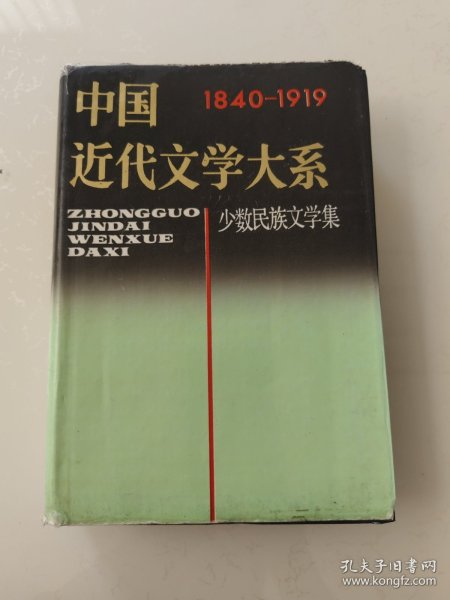 中国
1840-1919
近代文学大系
ZHONGGUO
JINDAI
WENXUE
DAXI
少数民族文学集
孔夫子旧书网
www.kongfz.com